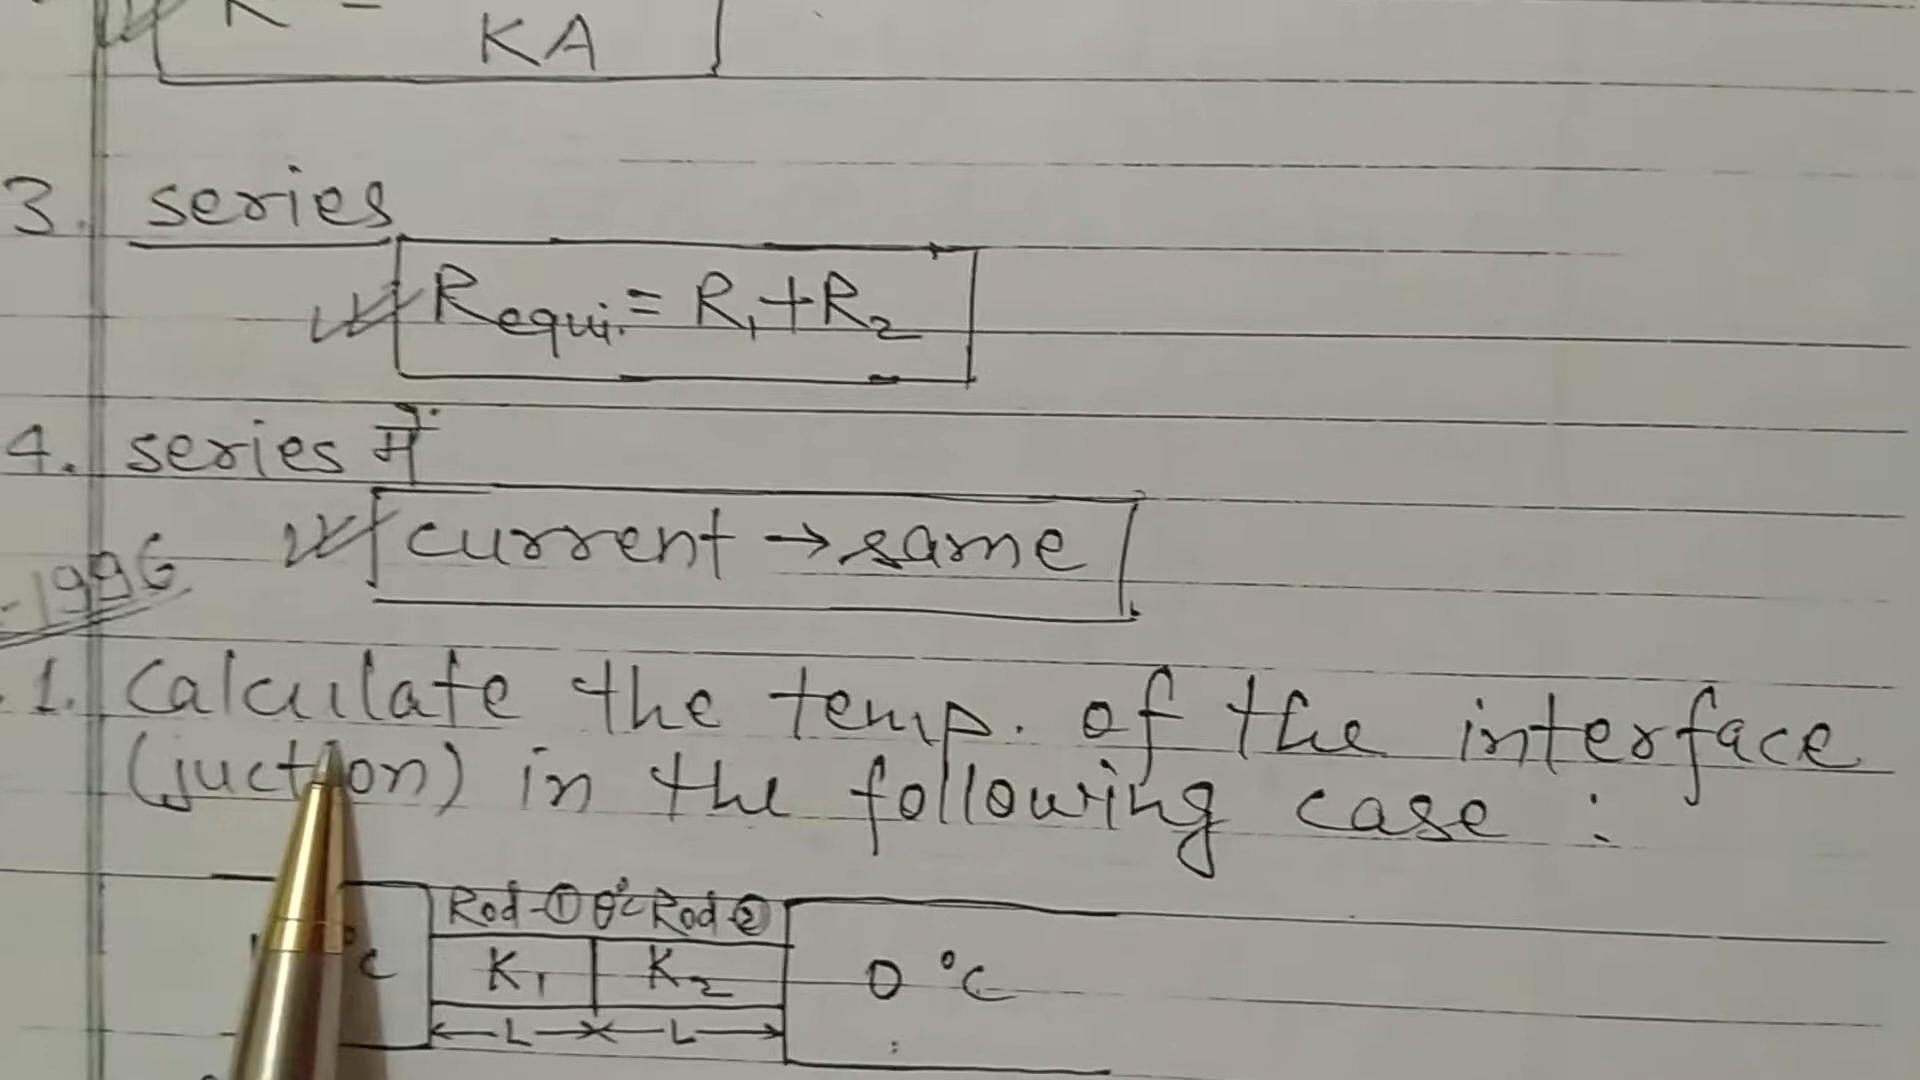 KA
3. series
Requi. = R₁+R₂
4. series में
current → same
-1996
1. Calculate the temp. of the interface
(juction) in the following case :
Rod-① θ°C Rod ②
°C K₁ K₂ 0 °C
L L